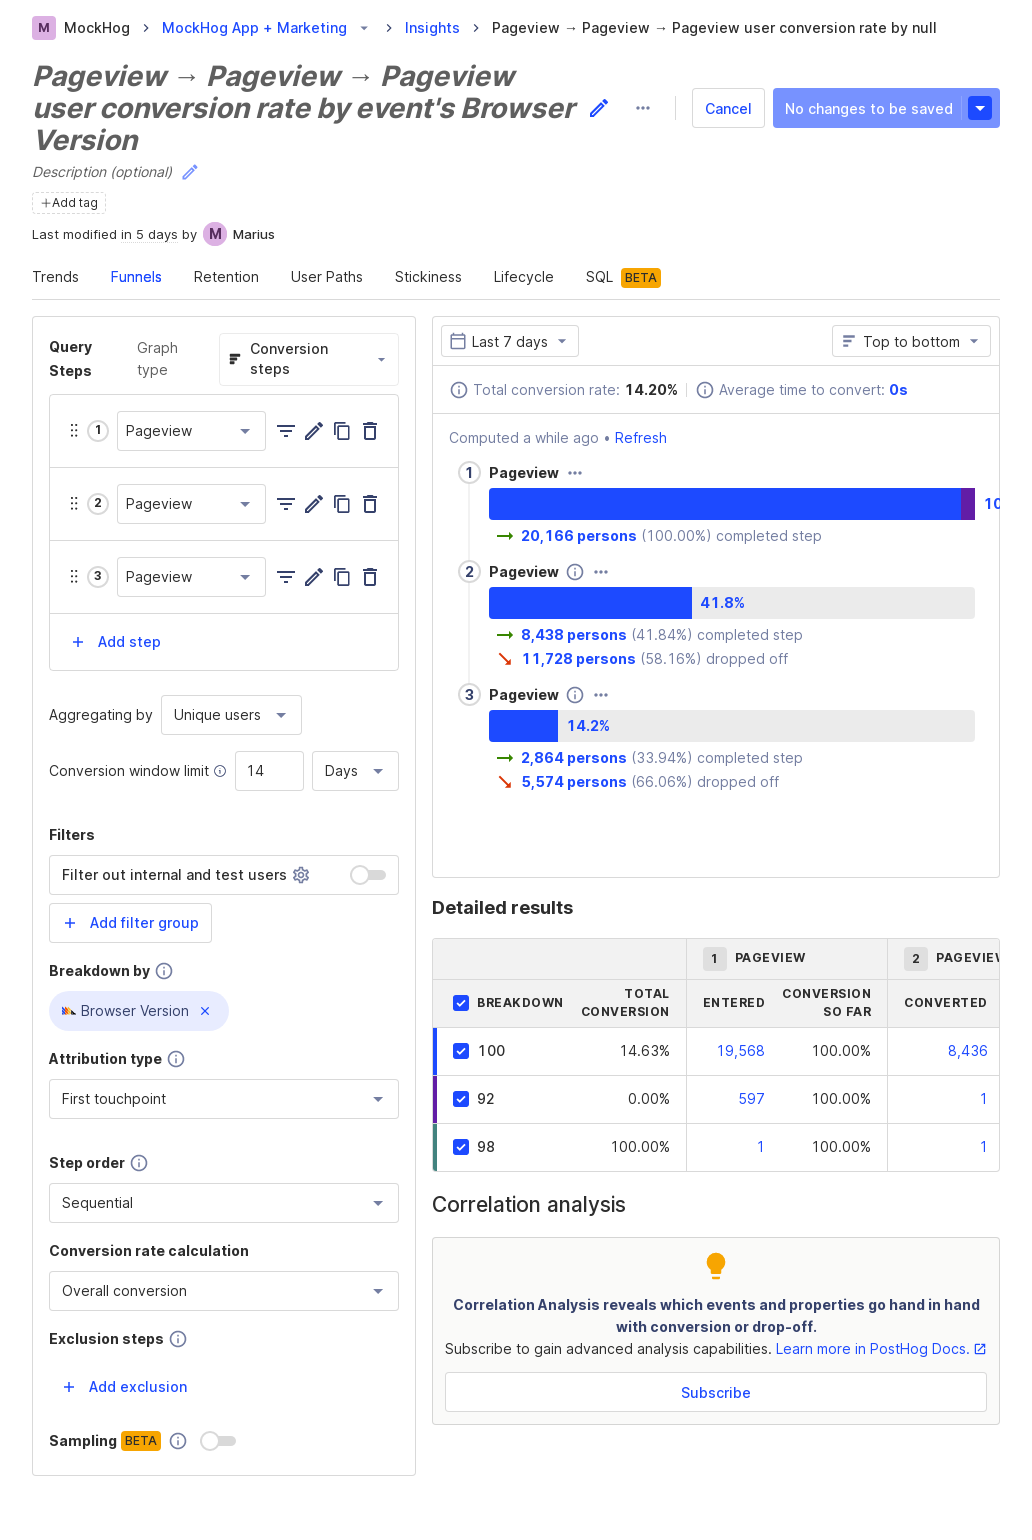 M MockHog > MockHog App + Marketing > Insights > Pageview → Pageview → Pageview user conversion rate by null
Pageview → Pageview → Pageview
user conversion rate by event's Browser
Version
Cancel
No changes to be saved
Description (optional)
+Add tag
Last modified in 5 days by M Marius
Trends Funnels Retention User Paths Stickiness Lifecycle SQL BETA
Query
Steps
Graph
type
Conversion
steps
1 Pageview
2 Pageview
3 Pageview
+ Add step
Aggregating by Unique users
Conversion window limit 14 Days
Filters
Filter out internal and test users
+ Add filter group
Breakdown by
Browser Version ×
Attribution type
First touchpoint
Step order
Sequential
Conversion rate calculation
Overall conversion
Exclusion steps
+ Add exclusion
Sampling BETA
Last 7 days Top to bottom
Total conversion rate: 14.20% Average time to convert: 0s
Computed a while ago • Refresh
1 Pageview
10
20,166 persons (100.00%) completed step
2 Pageview
41.8%
8,438 persons (41.84%) completed step
11,728 persons (58.16%) dropped off
3 Pageview
14.2%
2,864 persons (33.94%) completed step
5,574 persons (66.06%) dropped off
Detailed results
1 PAGEVIEW 2 PAGEVIEW
BREAKDOWN
TOTAL
CONVERSION
ENTERED
CONVERSION
SO FAR
CONVERTED
100 14.63% 19,568 100.00% 8,436
92 0.00% 597 100.00% 1
98 100.00% 1 100.00% 1
Correlation analysis
Correlation Analysis reveals which events and properties go hand in hand
with conversion or drop-off.
Subscribe to gain advanced analysis capabilities. Learn more in PostHog Docs.
Subscribe